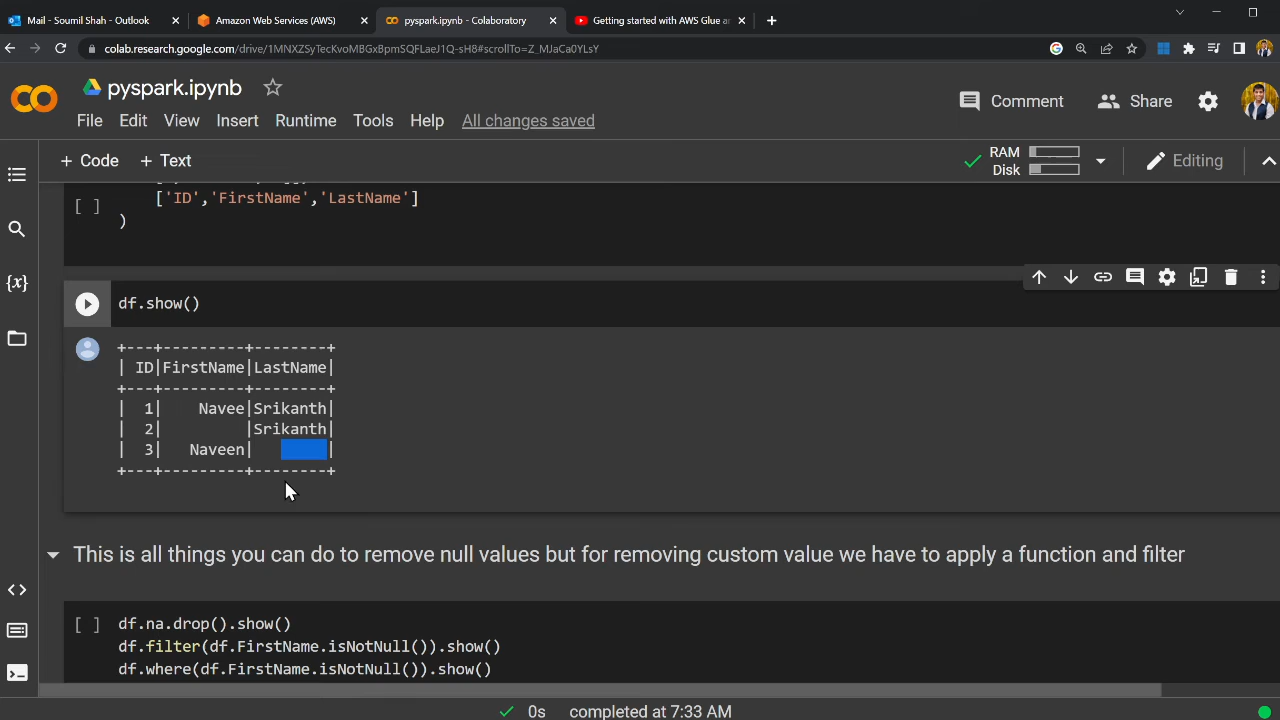 Mail - Soumil Shah - Outlook
Amazon Web Services (AWS)
pyspark.ipynb - Colaboratory
Getting started with AWS Glue ar
colab.research.google.com/drive/1MNXZSyTecKvoMBGxBpmSQFLaeJ1Q-sH8#scrollTo=Z_MJaCa0YLsY
pyspark.ipynb
File Edit View Insert Runtime Tools Help All changes saved
Comment
Share
+ Code + Text
RAM
Disk
Editing
[ ]
['ID','FirstName','LastName']
)
df.show()
+---+---------+--------+
| ID|FirstName|LastName|
+---+---------+--------+
|  1|    Navee|Srikanth|
|  2|         |Srikanth|
|  3|   Naveen|        |
+---+---------+--------+
This is all things you can do to remove null values but for removing custom value we have to apply a function and filter
[ ] df.na.drop().show()
df.filter(df.FirstName.isNotNull()).show()
df.where(df.FirstName.isNotNull()).show()
0s completed at 7:33 AM